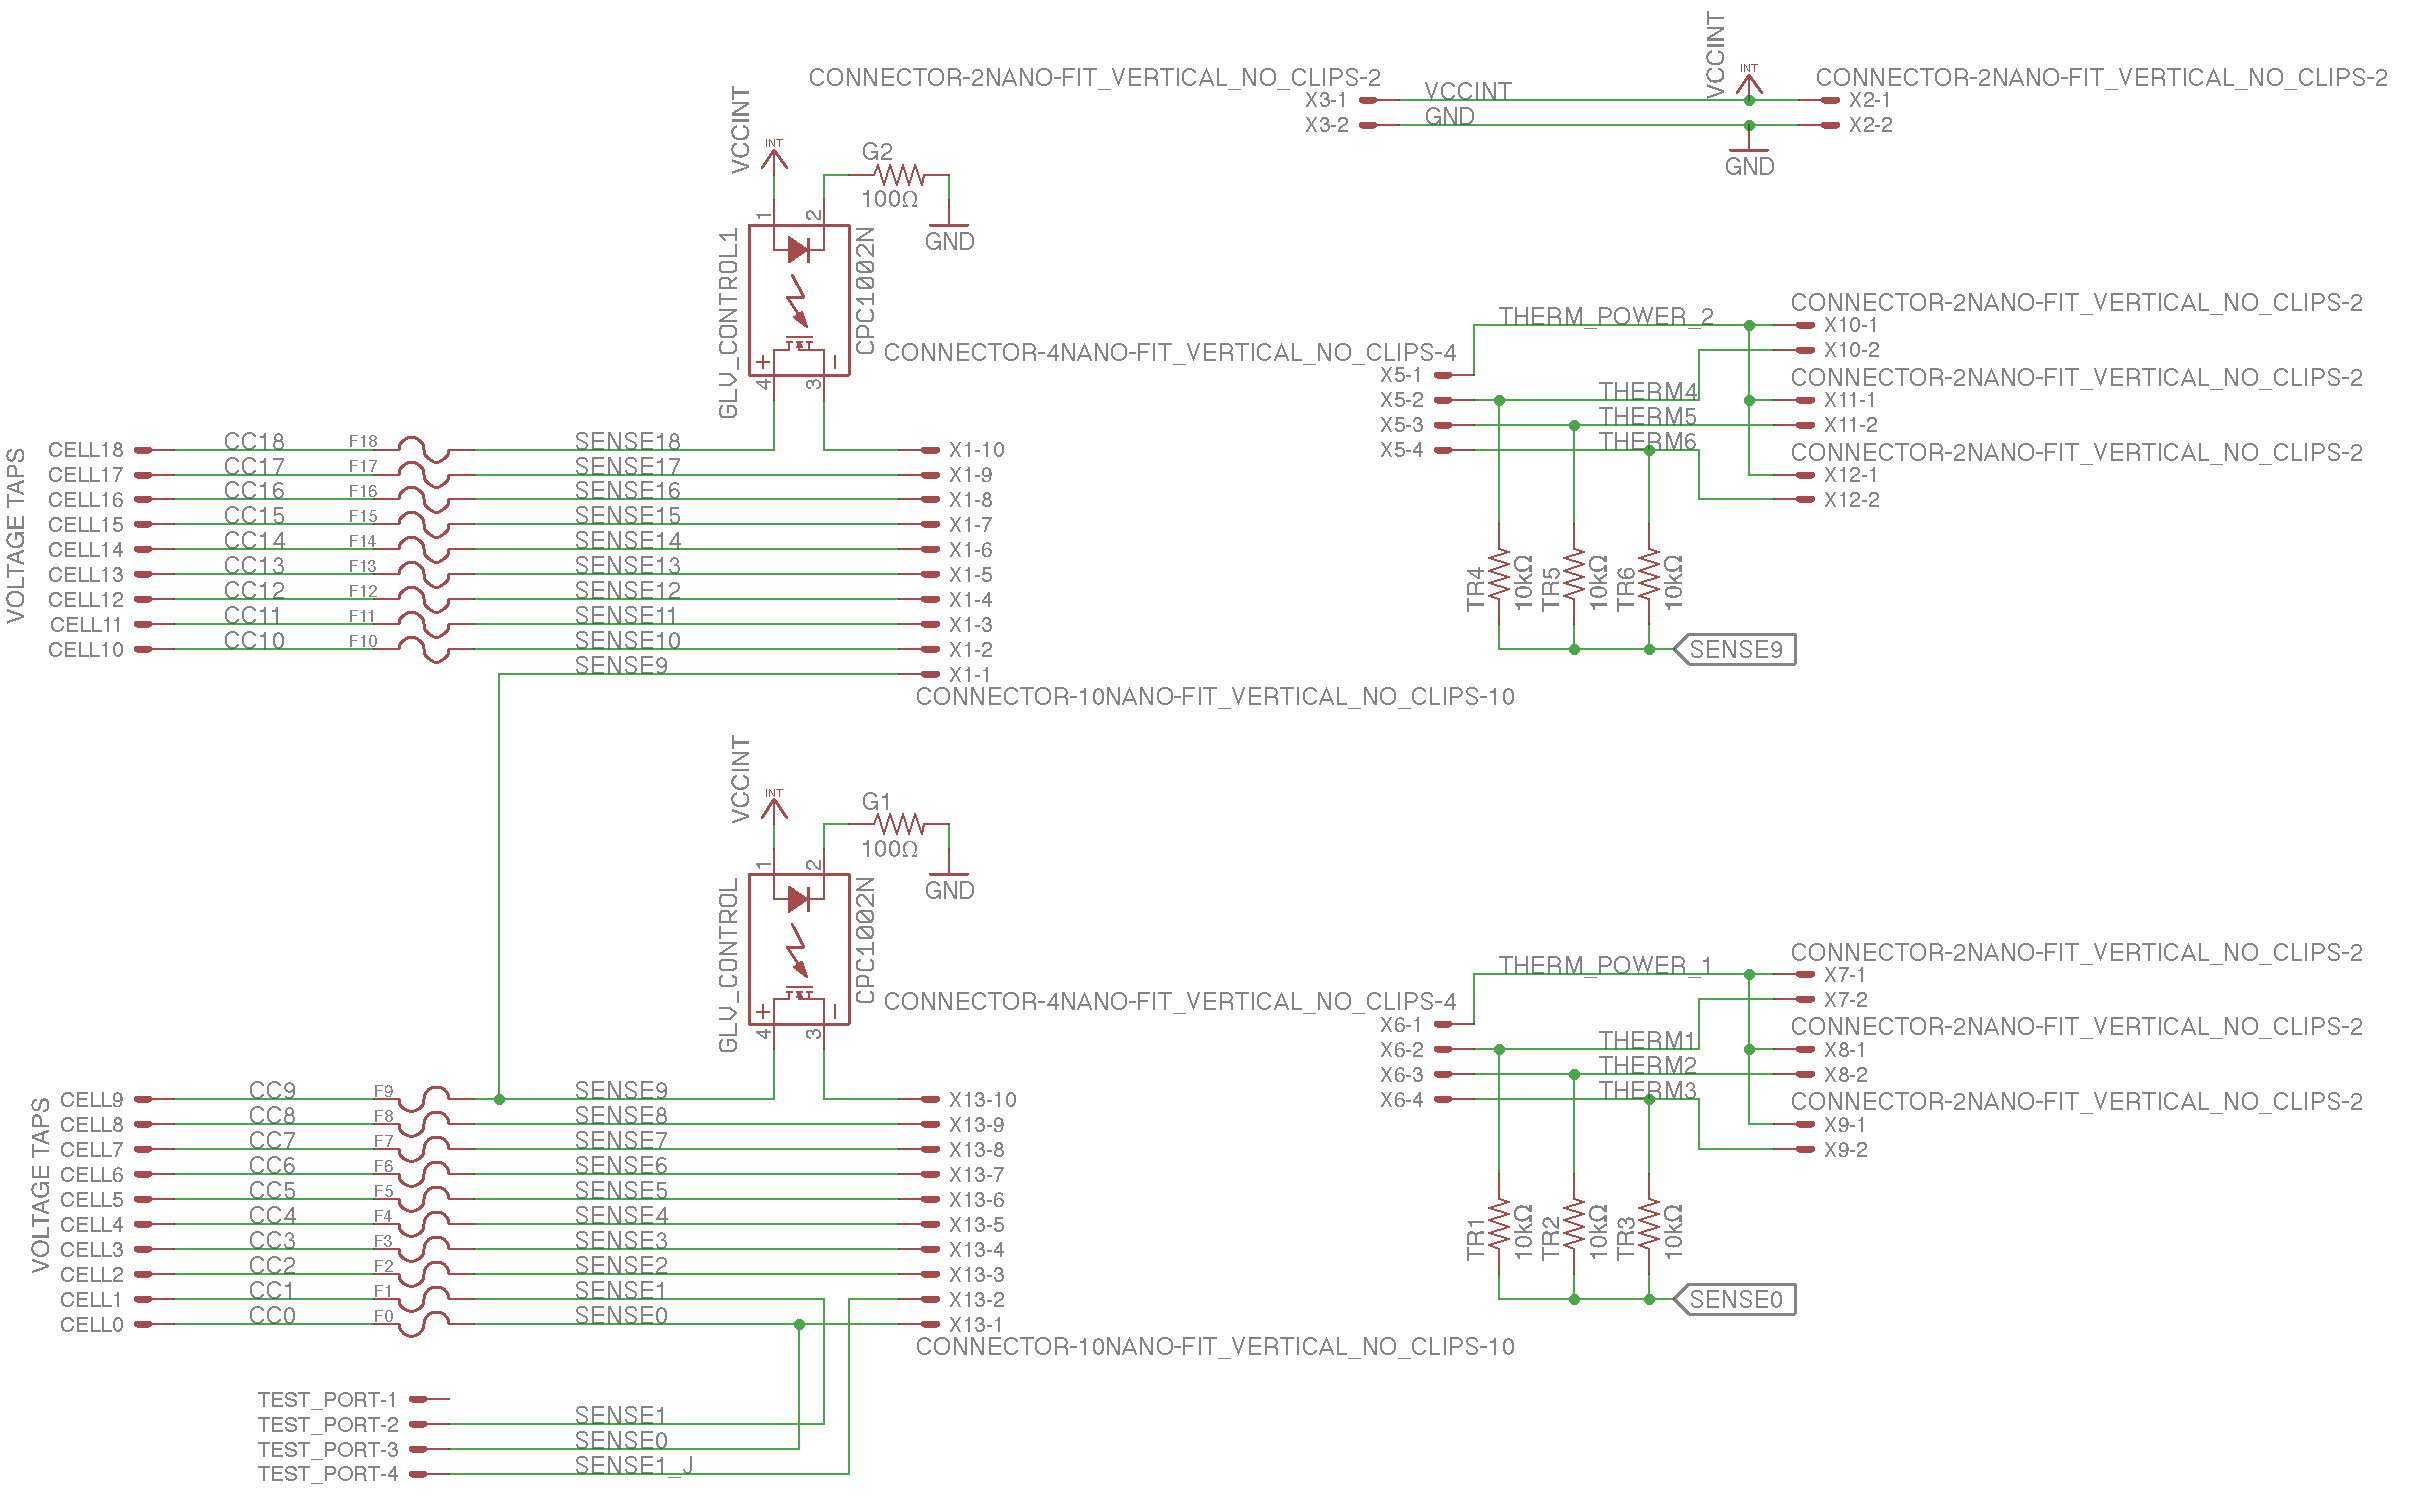 CONNECTOR-2NANO-FIT_VERTICAL_NO_CLIPS-2
X3-1
X3-2
VCCINT
GND
VCCINT
INT
GND
CONNECTOR-2NANO-FIT_VERTICAL_NO_CLIPS-2
X2-1
X2-2
VCCINT
INT
G2
100Ω
GND
1
2
GLV_CONTROL1
CPC1002N
+
4
3
CONNECTOR-4NANO-FIT_VERTICAL_NO_CLIPS-4
X5-1
X5-2
X5-3
X5-4
THERM_POWER_2
THERM4
THERM5
THERM6
CONNECTOR-2NANO-FIT_VERTICAL_NO_CLIPS-2
X10-1
X10-2
CONNECTOR-2NANO-FIT_VERTICAL_NO_CLIPS-2
X11-1
X11-2
CONNECTOR-2NANO-FIT_VERTICAL_NO_CLIPS-2
X12-1
X12-2
TR4
10kΩ
TR5
10kΩ
TR6
10kΩ
SENSE9
VOLTAGE TAPS
CELL18 CC18 F18 SENSE18 X1-10
CELL17 CC17 F17 SENSE17 X1-9
CELL16 CC16 F16 SENSE16 X1-8
CELL15 CC15 F15 SENSE15 X1-7
CELL14 CC14 F14 SENSE14 X1-6
CELL13 CC13 F13 SENSE13 X1-5
CELL12 CC12 F12 SENSE12 X1-4
CELL11 CC11 F11 SENSE11 X1-3
CELL10 CC10 F10 SENSE10 X1-2
SENSE9 X1-1
CONNECTOR-10NANO-FIT_VERTICAL_NO_CLIPS-10
VCCINT
INT
G1
100Ω
GND
1
2
GLV_CONTROL
CPC1002N
+
4
3
CONNECTOR-4NANO-FIT_VERTICAL_NO_CLIPS-4
X6-1
X6-2
X6-3
X6-4
THERM_POWER_1
THERM1
THERM2
THERM3
CONNECTOR-2NANO-FIT_VERTICAL_NO_CLIPS-2
X7-1
X7-2
CONNECTOR-2NANO-FIT_VERTICAL_NO_CLIPS-2
X8-1
X8-2
CONNECTOR-2NANO-FIT_VERTICAL_NO_CLIPS-2
X9-1
X9-2
TR1
10kΩ
TR2
10kΩ
TR3
10kΩ
SENSE0
VOLTAGE TAPS
CELL9 CC9 F9 SENSE9 X13-10
CELL8 CC8 F8 SENSE8 X13-9
CELL7 CC7 F7 SENSE7 X13-8
CELL6 CC6 F6 SENSE6 X13-7
CELL5 CC5 F5 SENSE5 X13-6
CELL4 CC4 F4 SENSE4 X13-5
CELL3 CC3 F3 SENSE3 X13-4
CELL2 CC2 F2 SENSE2 X13-3
CELL1 CC1 F1 SENSE1 X13-2
CELL0 CC0 F0 SENSE0 X13-1
CONNECTOR-10NANO-FIT_VERTICAL_NO_CLIPS-10
TEST_PORT-1
TEST_PORT-2 SENSE1
TEST_PORT-3 SENSE0
TEST_PORT-4 SENSE1_J